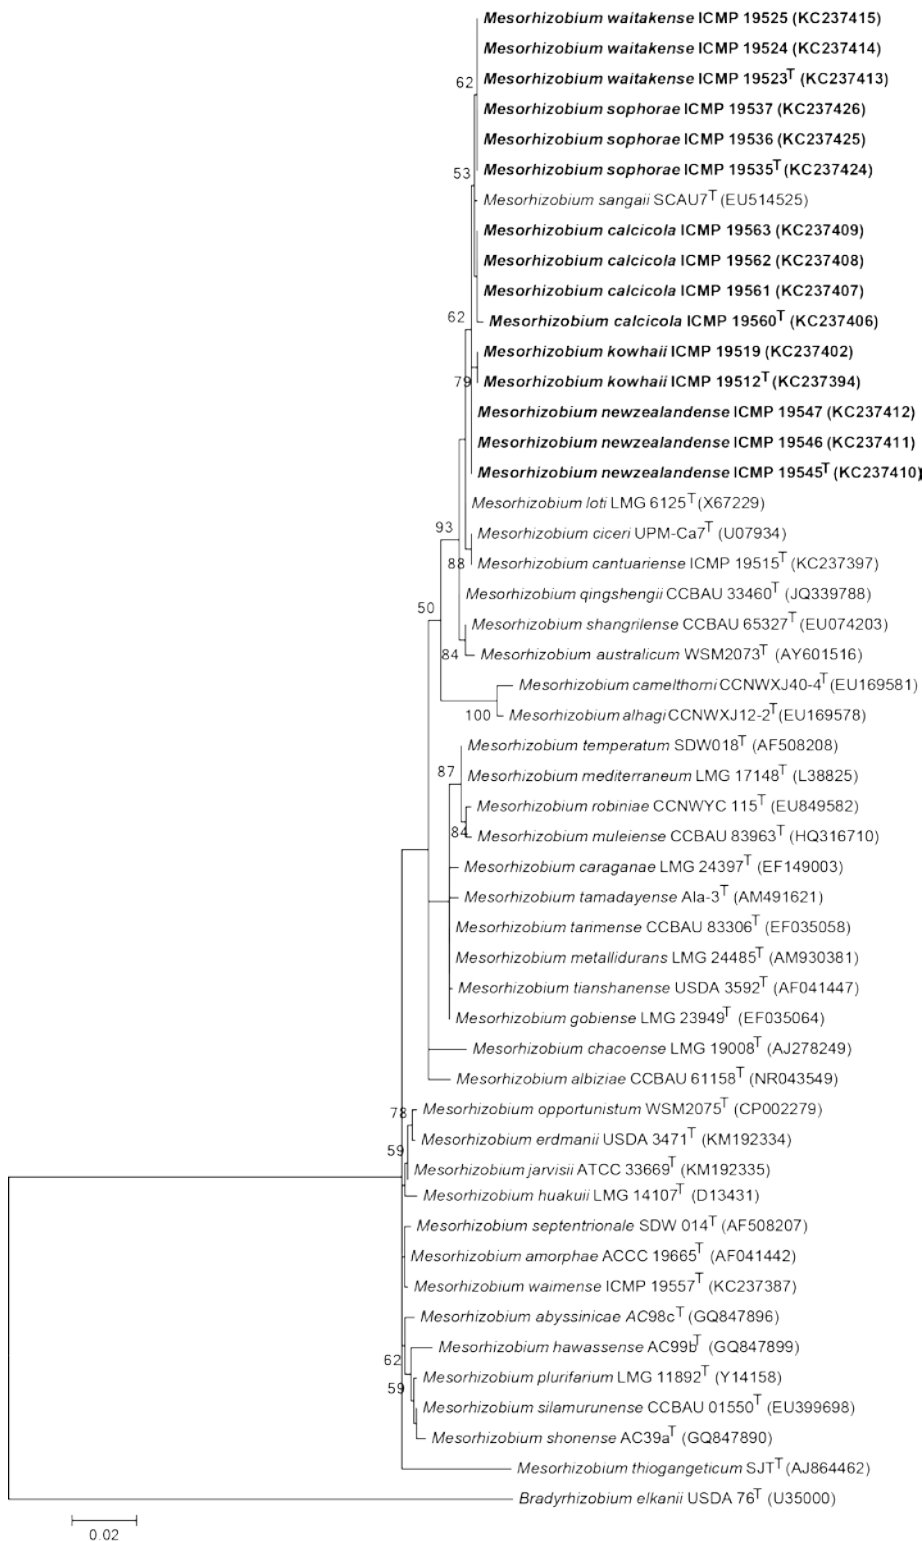 Mesorhizobium waitakense ICMP 19525 (KC237415)
Mesorhizobium waitakense ICMP 19524 (KC237414)
Mesorhizobium waitakense ICMP 19523T (KC237413)
62
Mesorhizobium sophorae ICMP 19537 (KC237426)
Mesorhizobium sophorae ICMP 19536 (KC237425)
Mesorhizobium sophorae ICMP 19535T (KC237424)
53
Mesorhizobium sangaii SCAU7T (EU514525)
Mesorhizobium calcicola ICMP 19563 (KC237409)
Mesorhizobium calcicola ICMP 19562 (KC237408)
Mesorhizobium calcicola ICMP 19561 (KC237407)
62
Mesorhizobium calcicola ICMP 19560T (KC237406)
Mesorhizobium kowhaii ICMP 19519 (KC237402)
79
Mesorhizobium kowhaii ICMP 19512T (KC237394)
Mesorhizobium newzealandense ICMP 19547 (KC237412)
Mesorhizobium newzealandense ICMP 19546 (KC237411)
Mesorhizobium newzealandense ICMP 19545T (KC237410)
Mesorhizobium loti LMG 6125T (X67229)
93
Mesorhizobium ciceri UPM-Ca7T (U07934)
88
Mesorhizobium cantuariense ICMP 19515T (KC237397)
Mesorhizobium qingshengii CCBAU 33460T (JQ339788)
50
Mesorhizobium shangrilense CCBAU 65327T (EU074203)
84
Mesorhizobium australicum WSM2073T (AY601516)
Mesorhizobium camelthorni CCNWXJ40-4T (EU169581)
100
Mesorhizobium alhagi CCNWXJ12-2T (EU169578)
Mesorhizobium temperatum SDW018T (AF508208)
87
Mesorhizobium mediterraneum LMG 17148T (L38825)
Mesorhizobium robiniae CCNWYC 115T (EU849582)
84
Mesorhizobium muleiense CCBAU 83963T (HQ316710)
Mesorhizobium caraganae LMG 24397T (EF149003)
Mesorhizobium tamadayense Ala-3T (AM491621)
Mesorhizobium tarimense CCBAU 83306T (EF035058)
Mesorhizobium metallidurans LMG 24485T (AM930381)
Mesorhizobium tianshanense USDA 3592T (AF041447)
Mesorhizobium gobiense LMG 23949T (EF035064)
Mesorhizobium chacoense LMG 19008T (AJ278249)
Mesorhizobium albiziae CCBAU 61158T (NR043549)
78
Mesorhizobium opportunistum WSM2075T (CP002279)
Mesorhizobium erdmanii USDA 3471T (KM192334)
59
Mesorhizobium jarvisii ATCC 33669T (KM192335)
Mesorhizobium huakuii LMG 14107T (D13431)
Mesorhizobium septentrionale SDW 014T (AF508207)
Mesorhizobium amorphae ACCC 19665T (AF041442)
Mesorhizobium waimense ICMP 19557T (KC237387)
Mesorhizobium abyssinicae AC98cT (GQ847896)
Mesorhizobium hawassense AC99bT (GQ847899)
62
Mesorhizobium plurifarium LMG 11892T (Y14158)
59
Mesorhizobium silamurunense CCBAU 01550T (EU399698)
Mesorhizobium shonense AC39aT (GQ847890)
Mesorhizobium thiogangeticum SJTT (AJ864462)
Bradyrhizobium elkanii USDA 76T (U35000)
0.02